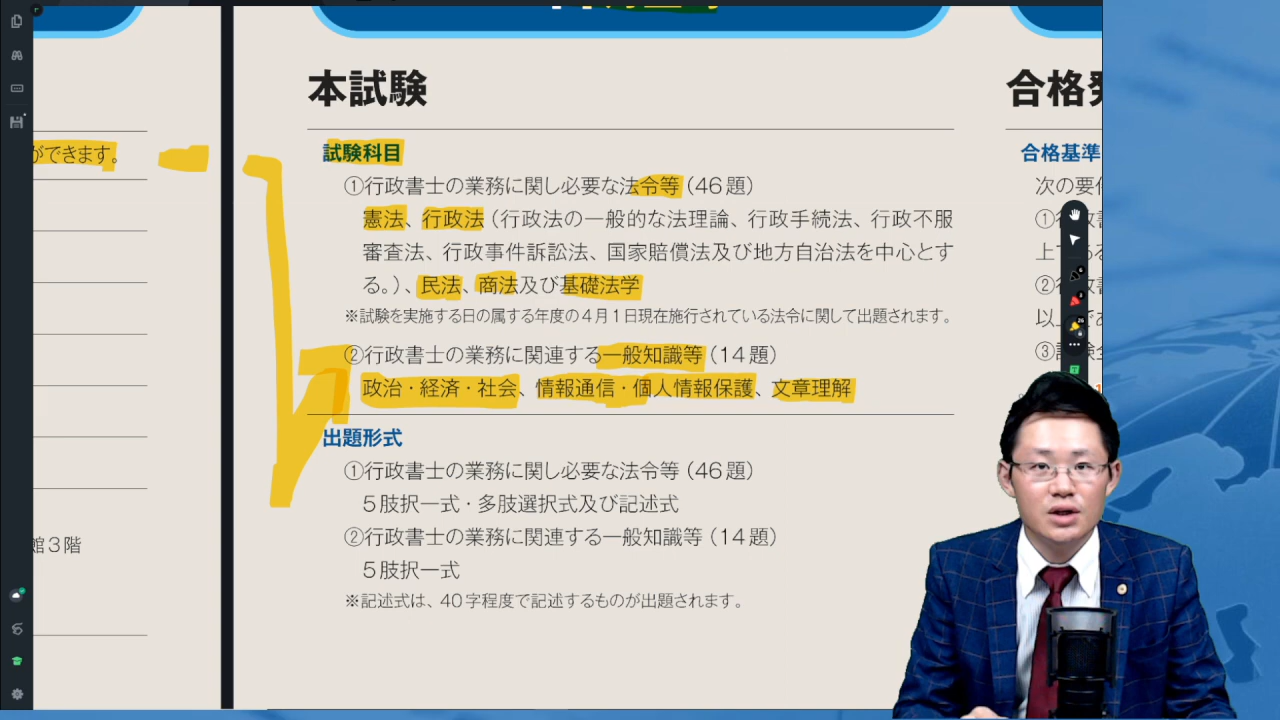 ができます。
館3階
本試験
試験科目
①行政書士の業務に関し必要な法令等(46題)
憲法、行政法(行政法の一般的な法理論、行政手続法、行政不服
審査法、行政事件訴訟法、国家賠償法及び地方自治法を中心とす
る。)、民法、商法及び基礎法学
※試験を実施する日の属する年度の4月1日現在施行されている法令に関して出題されます。
②行政書士の業務に関連する一般知識等(14題)
政治・経済・社会、情報通信・個人情報保護、文章理解
出題形式
①行政書士の業務に関し必要な法令等(46題)
5肢択一式・多肢選択式及び記述式
②行政書士の業務に関連する一般知識等(14題)
5肢択一式
※記述式は、40字程度で記述するものが出題されます。
合格
合格基準
次の要
①
上
②
以上
③